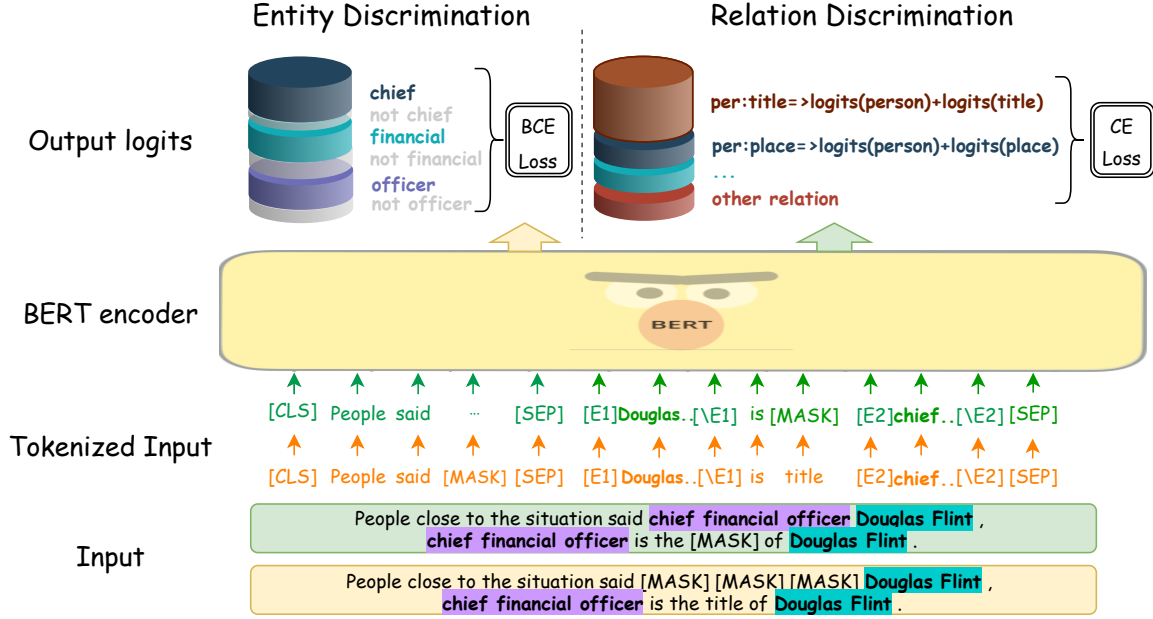 Entity Discrimination
Relation Discrimination
Output logits
chief
not chief
financial
not financial
officer
not officer
BCE
Loss
per:title=>logits(person)+logits(title)
per:place=>logits(person)+logits(place)
...
other relation
CE
Loss
BERT encoder
BERT
Tokenized Input
[CLS] People said ... [SEP] [E1] Douglas.. [\E1] is [MASK] [E2] chief.. [\E2] [SEP]
[CLS] People said [MASK] [SEP] [E1] Douglas.. [\E1] is title [E2] chief.. [\E2] [SEP]
Input
People close to the situation said chief financial officer Douglas Flint ,
chief financial officer is the [MASK] of Douglas Flint .
People close to the situation said [MASK] [MASK] [MASK] Douglas Flint ,
chief financial officer is the title of Douglas Flint .